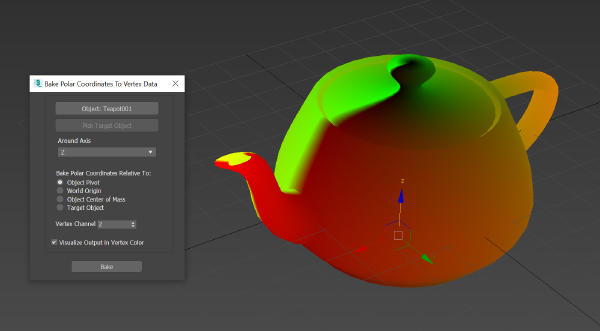 Bake Polar Coordinates To Vertex Data
Object: Teapot001
Pick Target Object
Around Axis
Z
Bake Polar Coordinates Relative To:
Object Pivot
World Origin
Object Center of Mass
Target Object
Vertex Channel 2
Visualize Output in Vertex Color
Bake
z